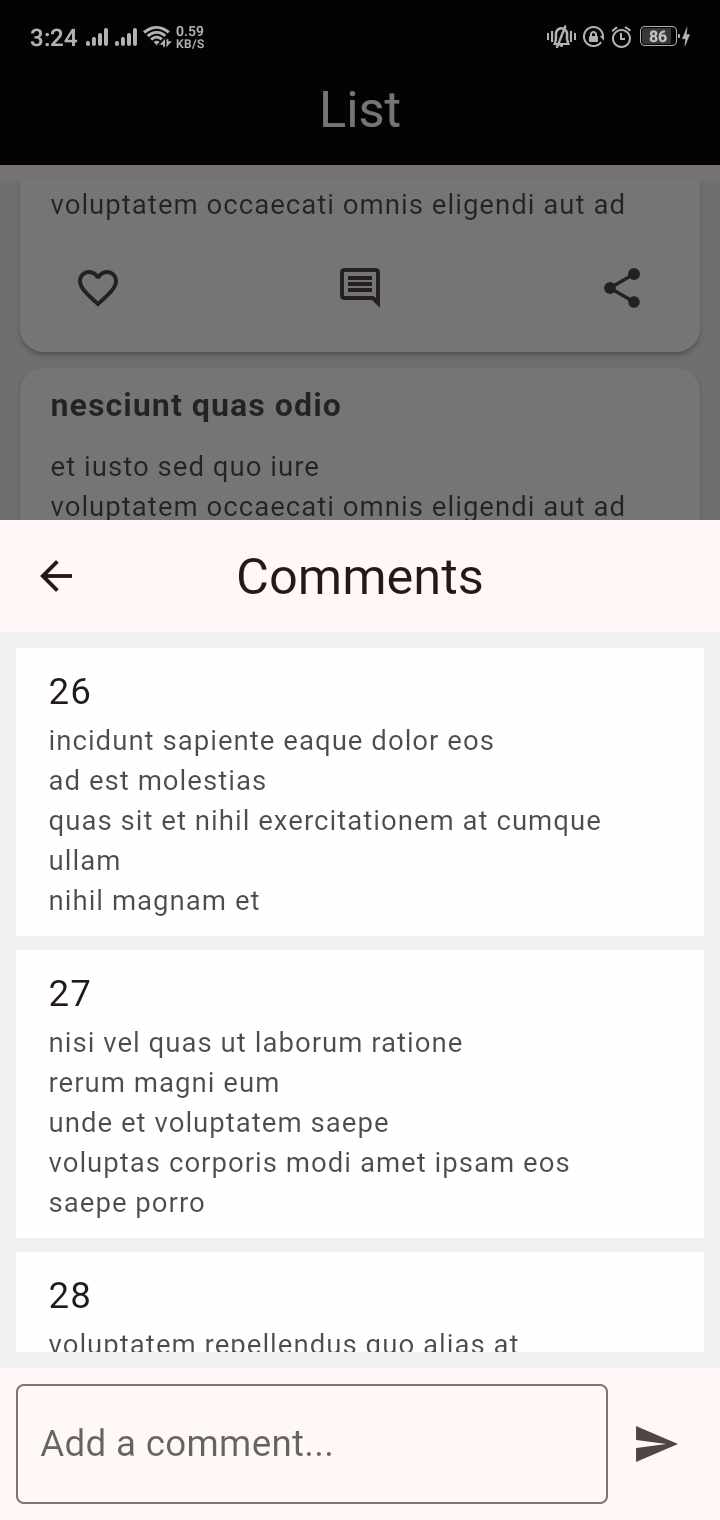 3:24 0.59 KB/S 86
List
voluptatem occaecati omnis eligendi aut ad
nesciunt quas odio
et iusto sed quo iure
voluptatem occaecati omnis eligendi aut ad
Comments
26
incidunt sapiente eaque dolor eos
ad est molestias
quas sit et nihil exercitationem at cumque
ullam
nihil magnam et
27
nisi vel quas ut laborum ratione
rerum magni eum
unde et voluptatem saepe
voluptas corporis modi amet ipsam eos
saepe porro
28
voluptatem repellendus quo alias at
Add a comment...